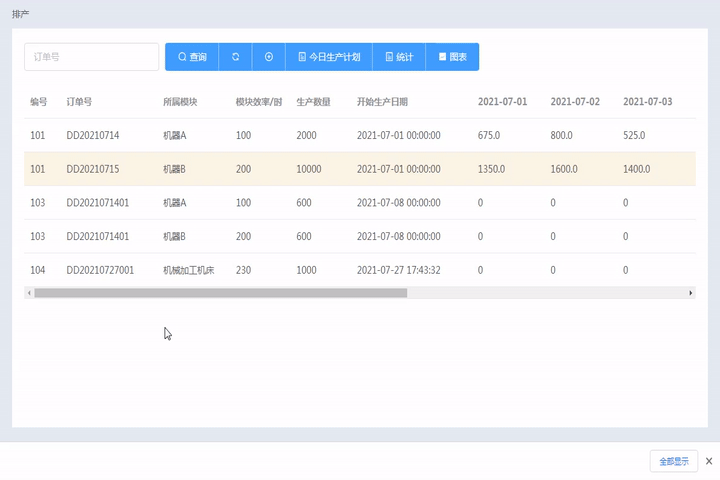 排产
订单号 查询 今日生产计划 统计 图表
编号 订单号 所属模块 模块效率/时 生产数量 开始生产日期 2021-07-01 2021-07-02 2021-07-03
101 DD20210714 机器A 100 2000 2021-07-01 00:00:00 675.0 800.0 525.0
101 DD20210715 机器B 200 10000 2021-07-01 00:00:00 1350.0 1600.0 1400.0
103 DD2021071401 机器A 100 600 2021-07-08 00:00:00 0 0 0
103 DD2021071401 机器B 200 600 2021-07-08 00:00:00 0 0 0
104 DD20210727001 机械加工机床 230 1000 2021-07-27 17:43:32 0 0 0
全部显示